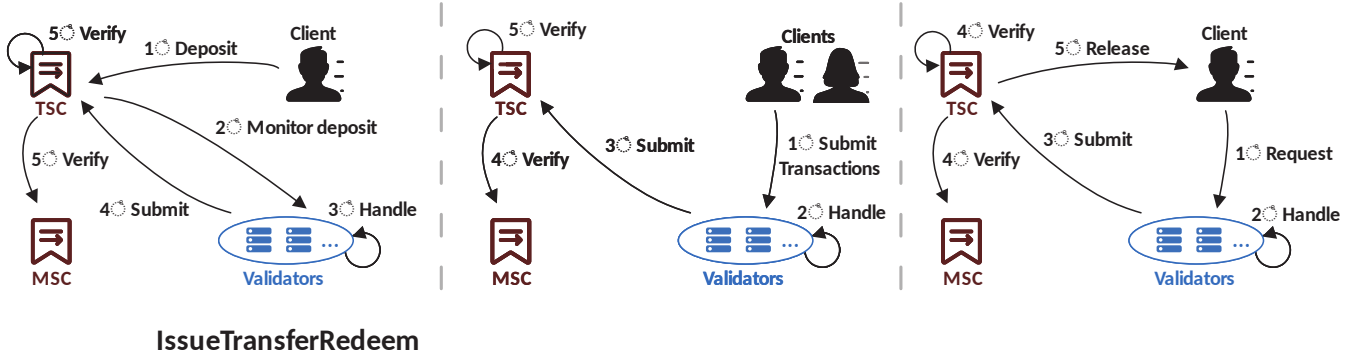 5⃝ Verify
1⃝ Deposit
Client
TSC
2⃝ Monitor deposit
5⃝ Verify
4⃝ Submit
3⃝ Handle
MSC
...
Validators
5⃝ Verify
Clients
TSC
3⃝ Submit
1⃝ Submit
Transactions
4⃝ Verify
2⃝ Handle
MSC
...
Validators
4⃝ Verify
5⃝ Release
Client
TSC
3⃝ Submit
1⃝ Request
4⃝ Verify
2⃝ Handle
MSC
...
Validators
IssueTransferRedeem